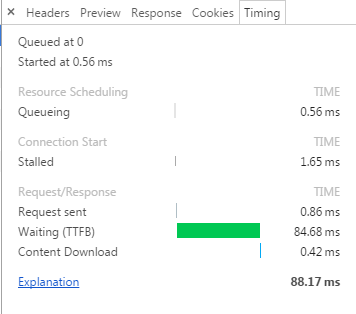 × Headers Preview Response Cookies Timing
Queued at 0
Started at 0.56 ms
Resource Scheduling TIME
Queueing 0.56 ms
Connection Start TIME
Stalled 1.65 ms
Request/Response TIME
Request sent 0.86 ms
Waiting (TTFB) 84.68 ms
Content Download 0.42 ms
Explanation 88.17 ms